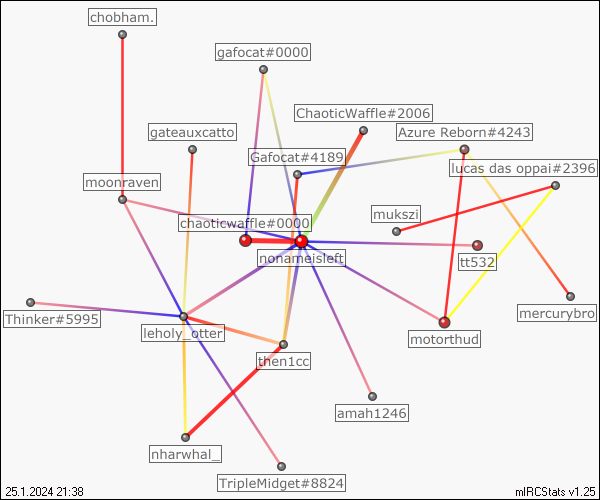 chobham.
gafocat#0000
ChaoticWaffle#2006
gateauxcatto
Azure Reborn#4243
Gafocat#4189
lucas das oppai#2396
moonraven
mukszi
chaoticwaffle#0000
nonameisleft
tt532
Thinker#5995
leholy_otter
mercurybro
motorthud
then1cc
amah1246
nharwhal_
TripleMidget#8824
25.1.2024 21:38
mIRCStats v1.25